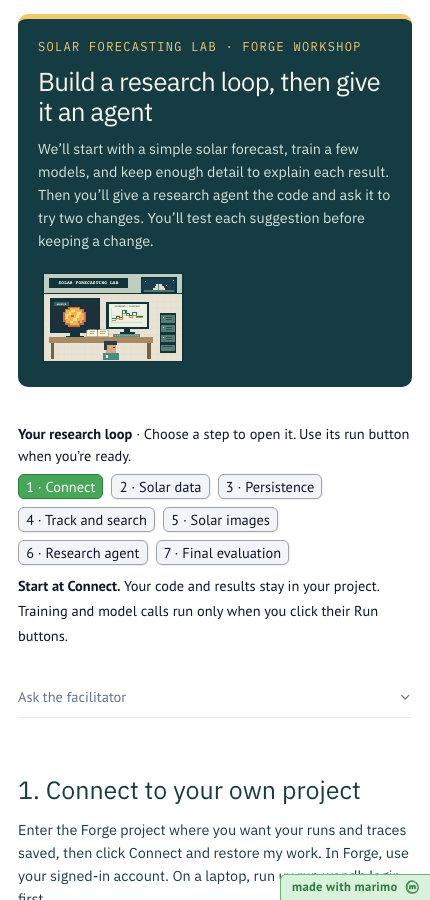 SOLAR FORECASTING LAB · FORGE WORKSHOP
Build a research loop, then give
it an agent
We’ll start with a simple solar forecast, train a few
models, and keep enough detail to explain each result.
Then you’ll give a research agent the code and ask it to
try two changes. You’ll test each suggestion before
keeping a change.
SOLAR FORECASTING LAB
Your research loop · Choose a step to open it. Use its run button
when you’re ready.
1 · Connect 2 · Solar data 3 · Persistence
4 · Track and search 5 · Solar images
6 · Research agent 7 · Final evaluation
Start at Connect. Your code and results stay in your project.
Training and model calls run only when you click their Run
buttons.
Ask the facilitator
1. Connect to your own project
Enter the Forge project where you want your runs and traces
saved, then click Connect and restore my work. In Forge, use
your signed-in account. On a laptop, run
first.
made with marimo